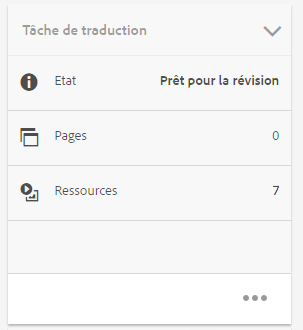 Tâche de traduction
Etat Prêt pour la révision
Pages 0
Ressources 7